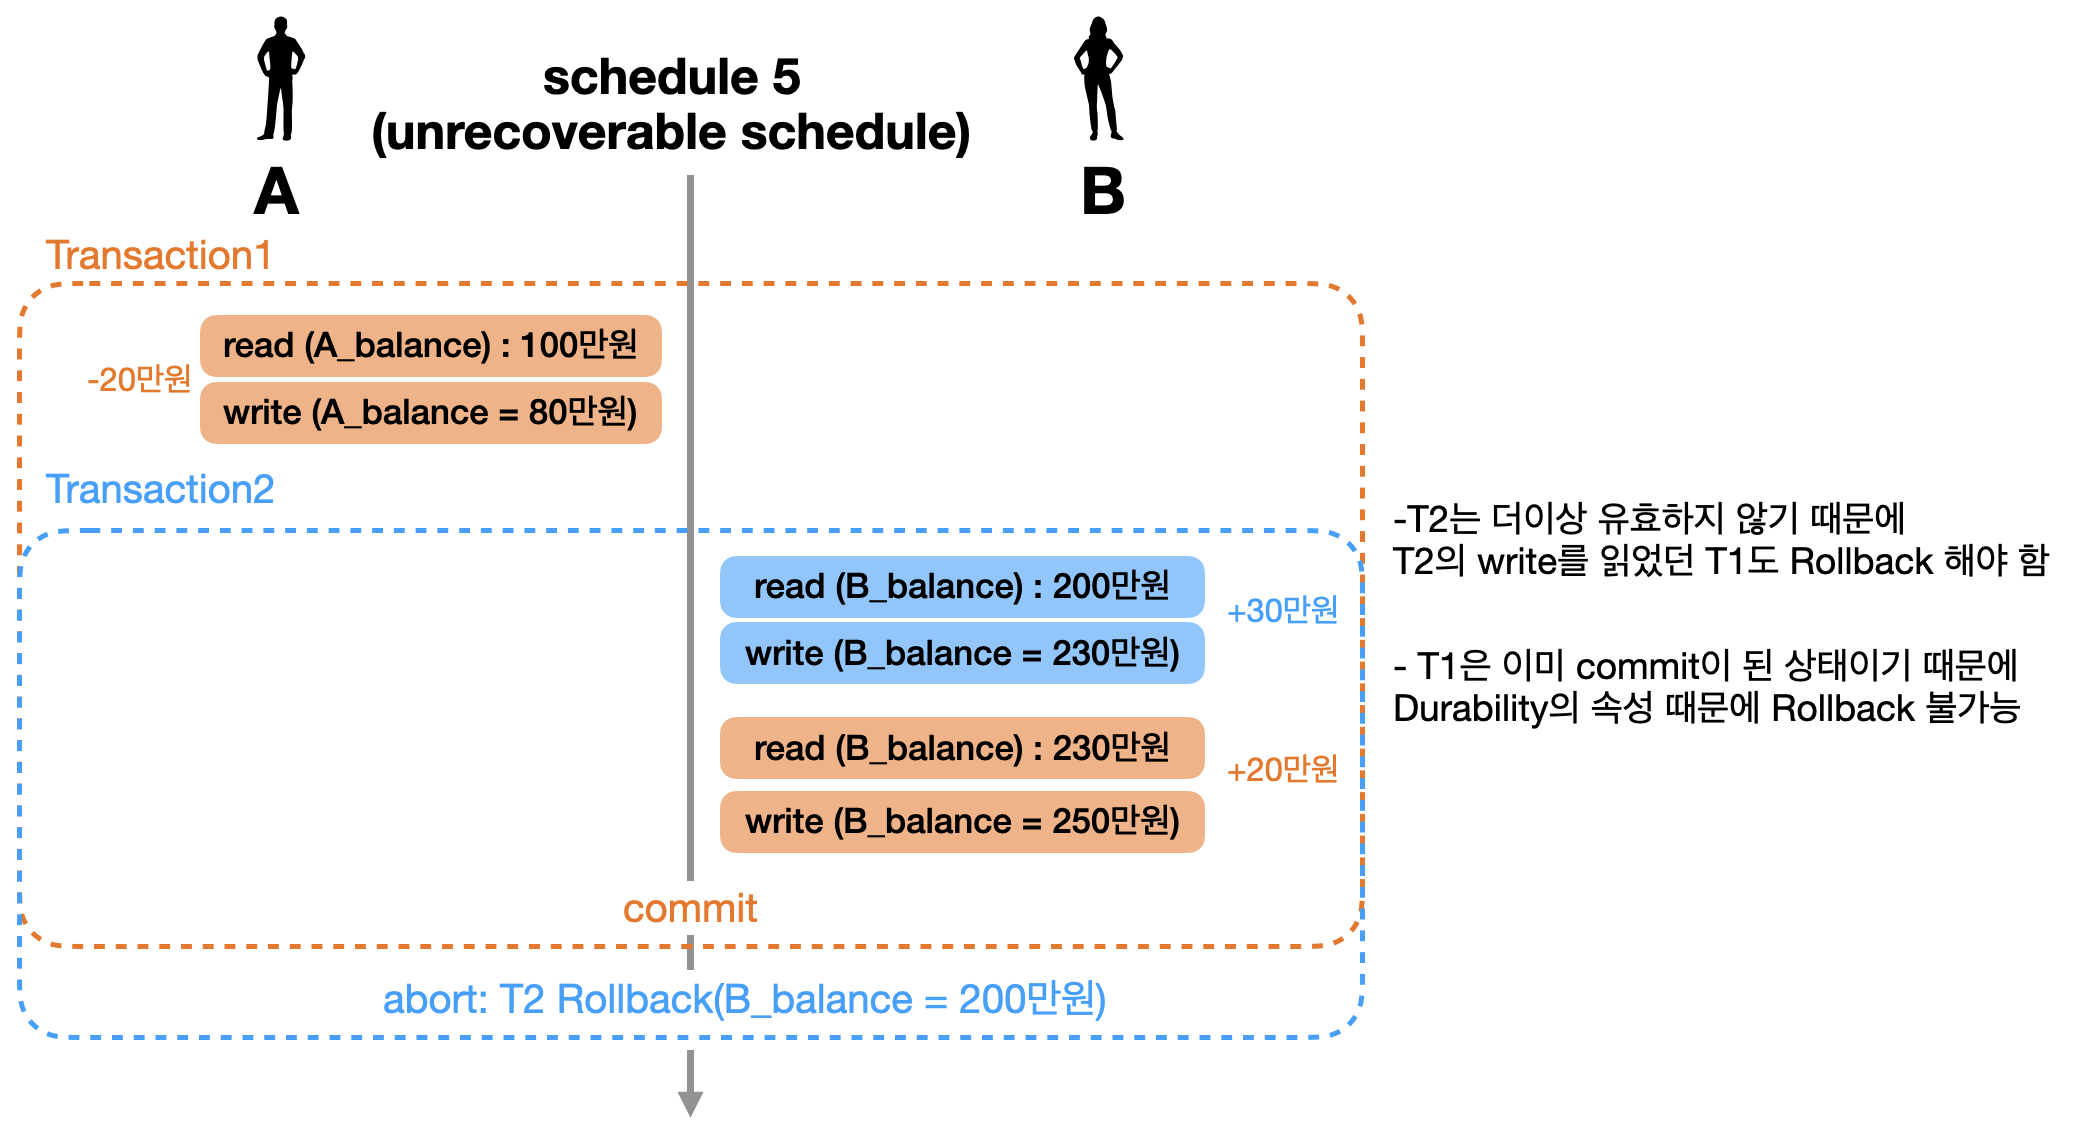 schedule 5
(unrecoverable schedule)
A
B
Transaction1
read (A_balance) : 100만원
-20만원
write (A_balance = 80만원)
Transaction2
read (B_balance) : 200만원
+30만원
write (B_balance = 230만원)
read (B_balance) : 230만원
+20만원
write (B_balance = 250만원)
commit
abort: T2 Rollback(B_balance = 200만원)
-T2는 더이상 유효하지 않기 때문에
T2의 write를 읽었던 T1도 Rollback 해야 함
- T1은 이미 commit이 된 상태이기 때문에
Durability의 속성 때문에 Rollback 불가능